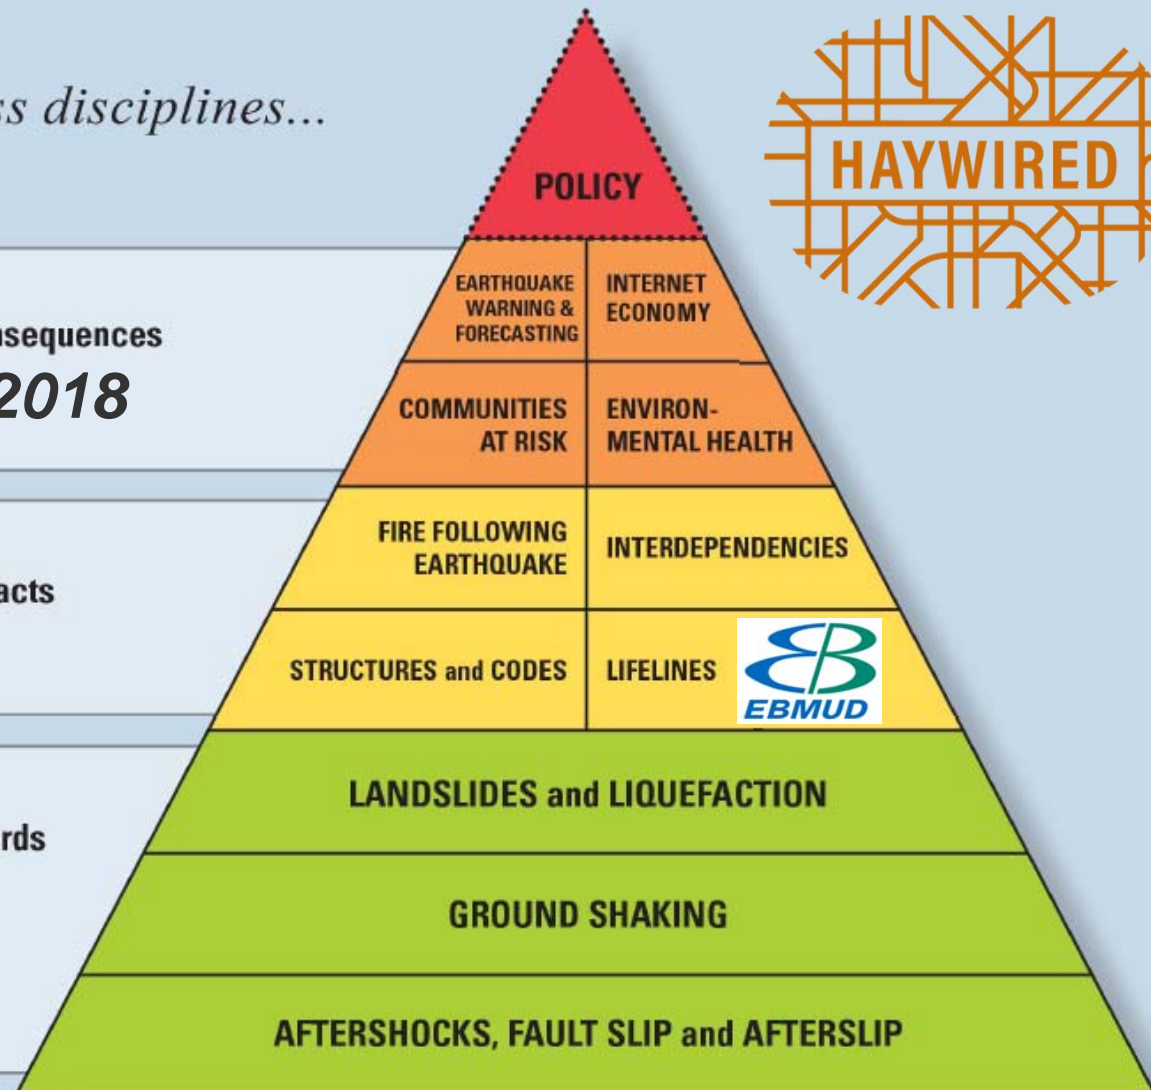 ss disciplines...
HAYWIRED
POLICY
nsequences
2018
EARTHQUAKE
WARNING &
FORECASTING
INTERNET
ECONOMY
COMMUNITIES
AT RISK
ENVIRON-
MENTAL HEALTH
acts
FIRE FOLLOWING
EARTHQUAKE
INTERDEPENDENCIES
STRUCTURES and CODES
LIFELINES
EBMUD
rds
LANDSLIDES and LIQUEFACTION
GROUND SHAKING
AFTERSHOCKS, FAULT SLIP and AFTERSLIP